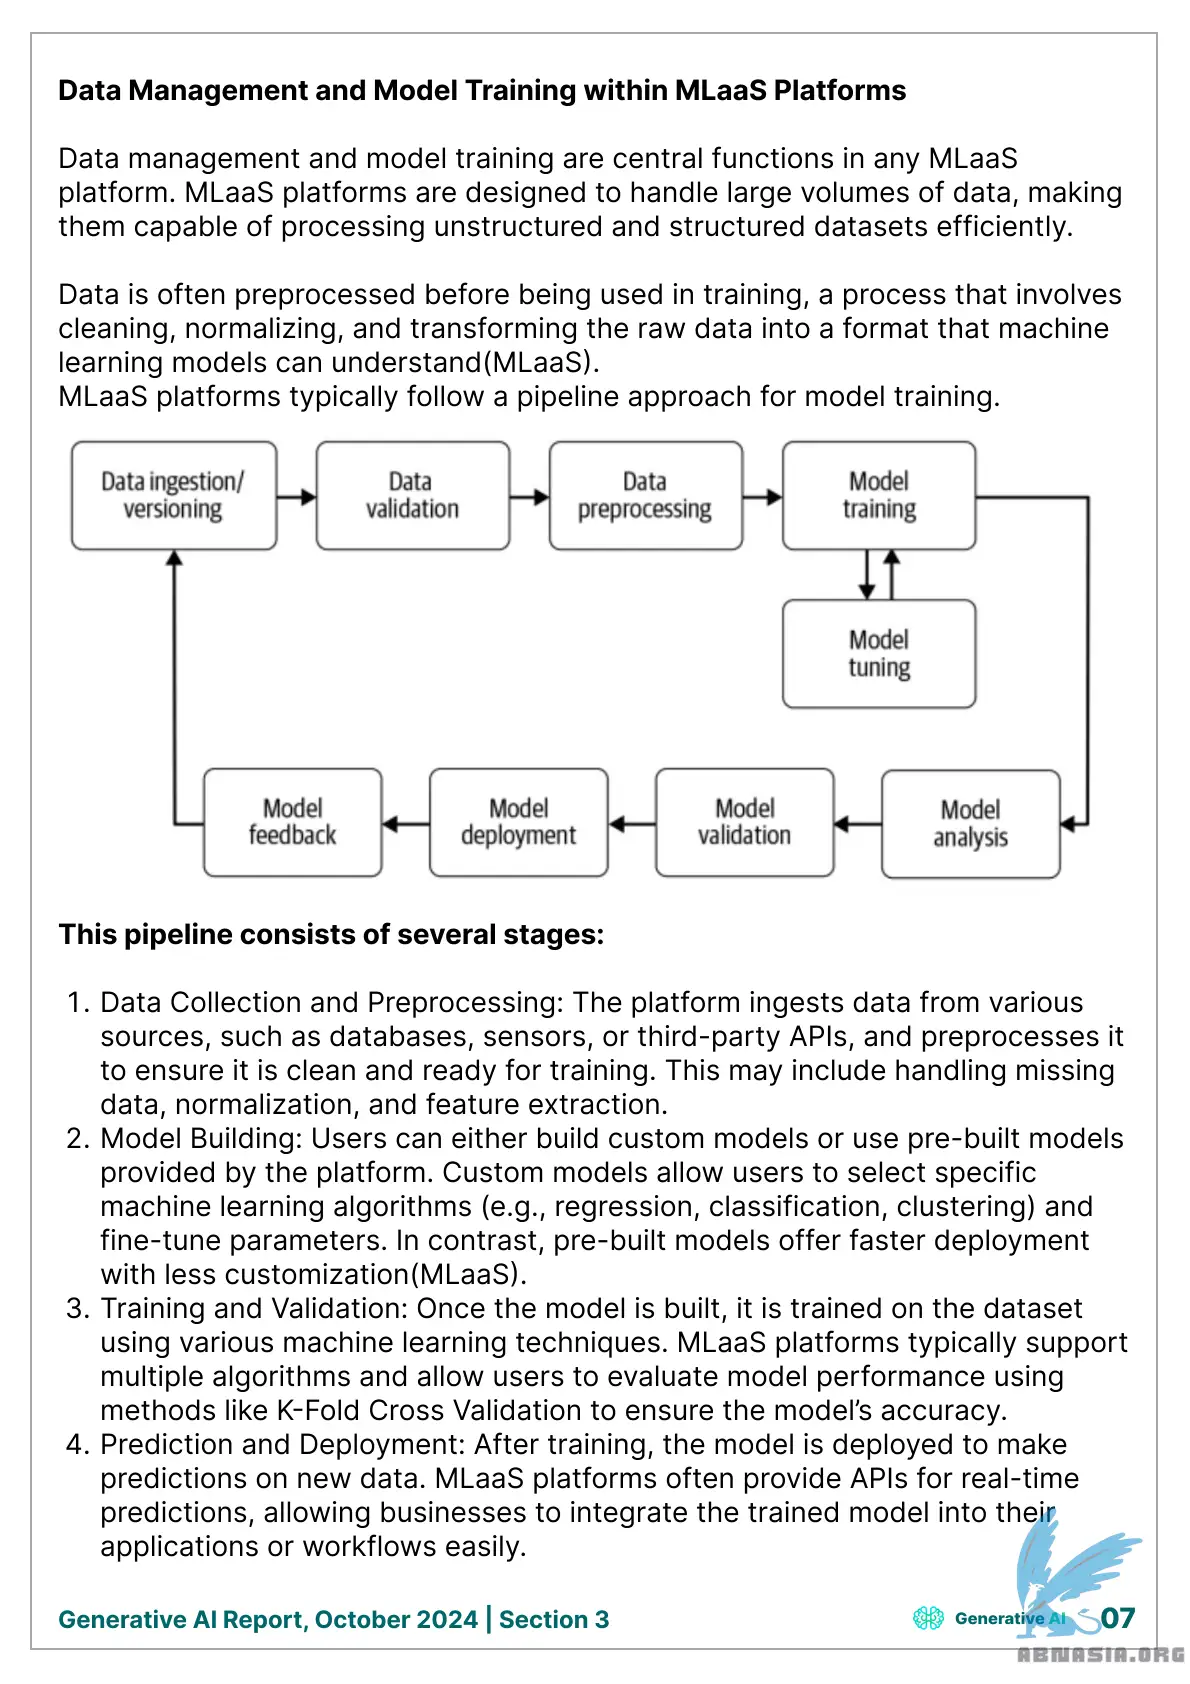 Data Management and Model Training within MLaaS Platforms
Data management and model training are central functions in any MLaaS
platform. MLaaS platforms are designed to handle large volumes of data, making
them capable of processing unstructured and structured datasets efficiently.
Data is often preprocessed before being used in training, a process that involves
cleaning, normalizing, and transforming the raw data into a format that machine
learning models can understand(MLaaS).
MLaaS platforms typically follow a pipeline approach for model training.
Data ingestion/
versioning
Data
validation
Data
preprocessing
Model
training
Model
tuning
Model
feedback
Model
deployment
Model
validation
Model
analysis
This pipeline consists of several stages:
1. Data Collection and Preprocessing: The platform ingests data from various
sources, such as databases, sensors, or third-party APIs, and preprocesses it
to ensure it is clean and ready for training. This may include handling missing
data, normalization, and feature extraction.
2. Model Building: Users can either build custom models or use pre-built models
provided by the platform. Custom models allow users to select specific
machine learning algorithms (e.g., regression, classification, clustering) and
fine-tune parameters. In contrast, pre-built models offer faster deployment
with less customization(MLaaS).
3. Training and Validation: Once the model is built, it is trained on the dataset
using various machine learning techniques. MLaaS platforms typically support
multiple algorithms and allow users to evaluate model performance using
methods like K-Fold Cross Validation to ensure the model’s accuracy.
4. Prediction and Deployment: After training, the model is deployed to make
predictions on new data. MLaaS platforms often provide APIs for real-time
predictions, allowing businesses to integrate the trained model into their
applications or workflows easily.
Generative AI Report, October 2024 | Section 3
Generative AI
07
ABNASIA.ORG